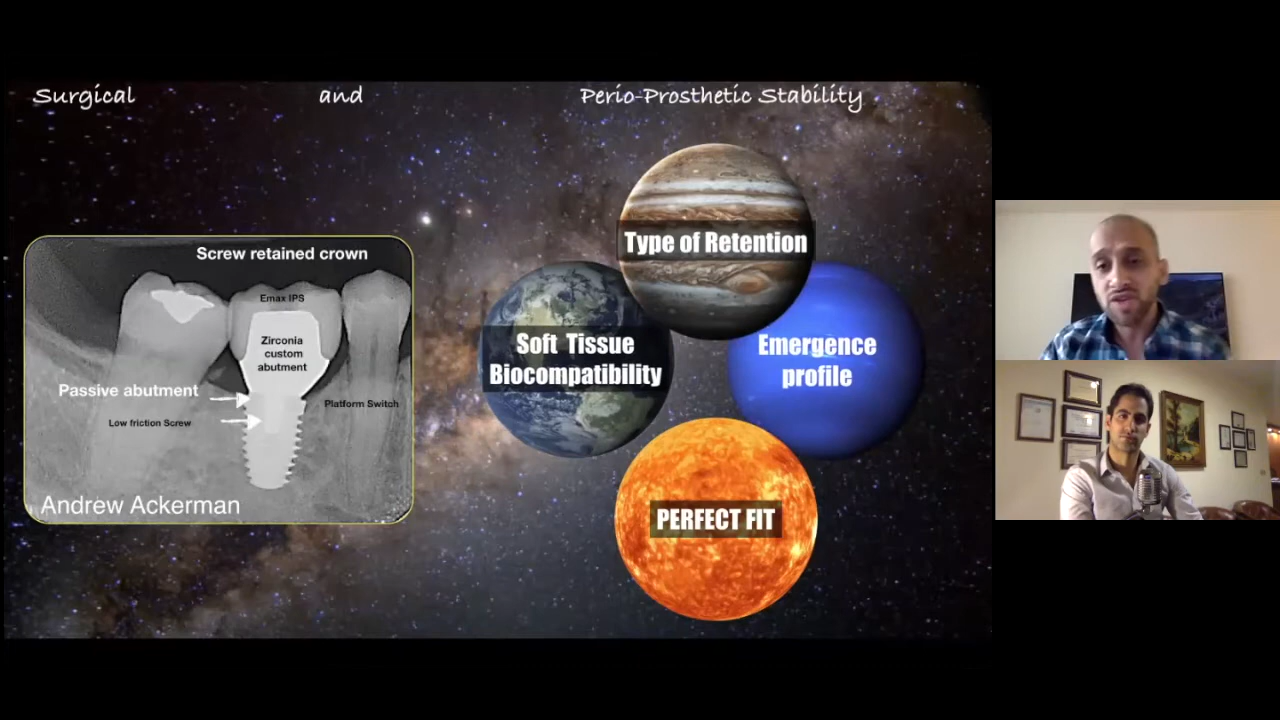 Surgical and Perio-Prosthetic Stability
Screw retained crown
Emax IPS
Zirconia
custom
abutment
Passive abutment
Platform Switch
Low friction Screw
Andrew Ackerman
Type of Retention
Soft Tissue
Biocompatibility
Emergence
profile
PERFECT FIT